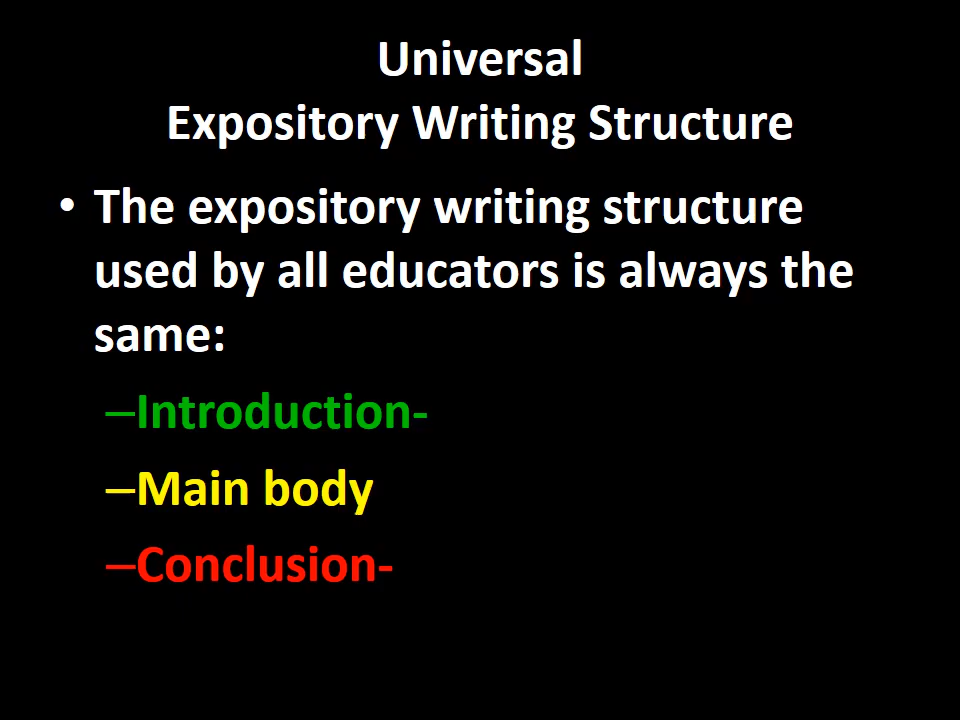 Universal
Expository Writing Structure
• The expository writing structure
used by all educators is always the
same:
–Introduction-
–Main body
–Conclusion-